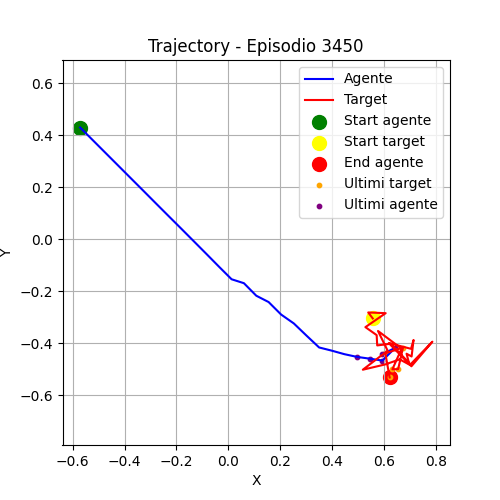 Trajectory - Episodio 3450
Agente
Target
Start agente
Start target
End agente
Ultimi target
Ultimi agente
0.6
0.4
0.2
0.0
−0.2
−0.4
−0.6
Y
−0.6
−0.4
−0.2
0.0
0.2
0.4
0.6
0.8
X